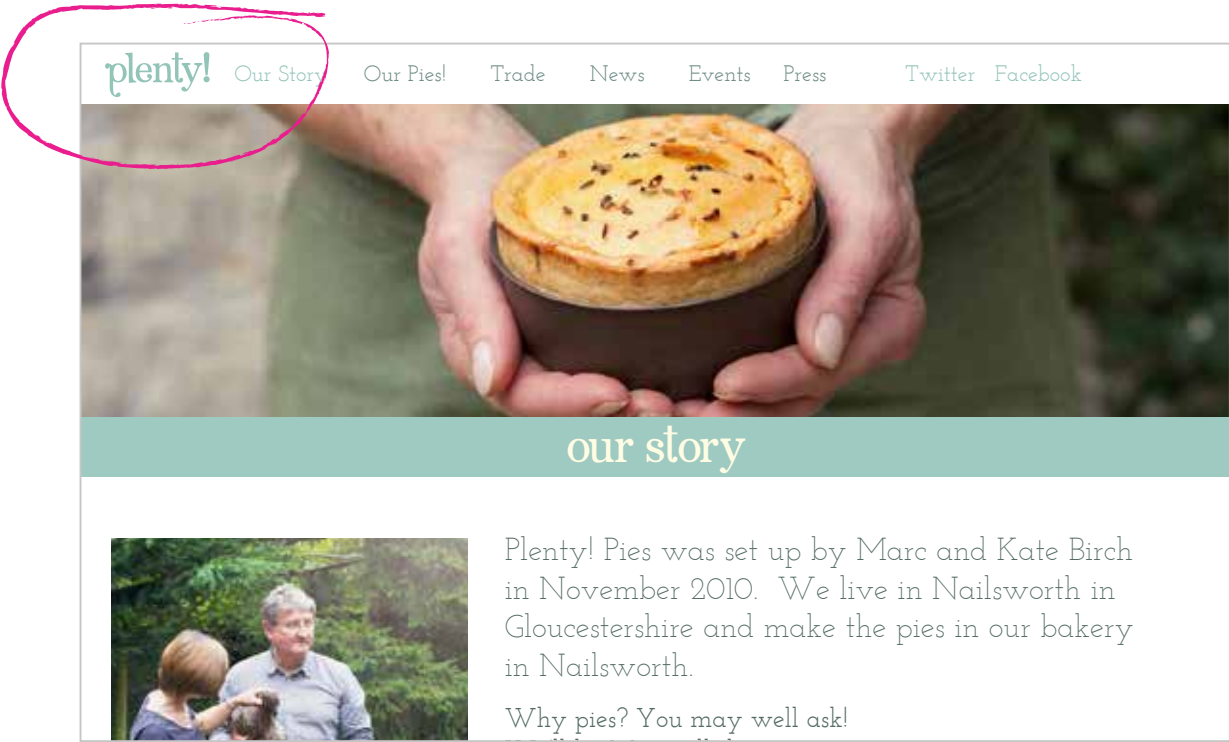 plenty! Our Story Our Pies! Trade News Events Press Twitter Facebook
our story
Plenty! Pies was set up by Marc and Kate Birch
in November 2010. We live in Nailsworth in
Gloucestershire and make the pies in our bakery
in Nailsworth.
Why pies? You may well ask!